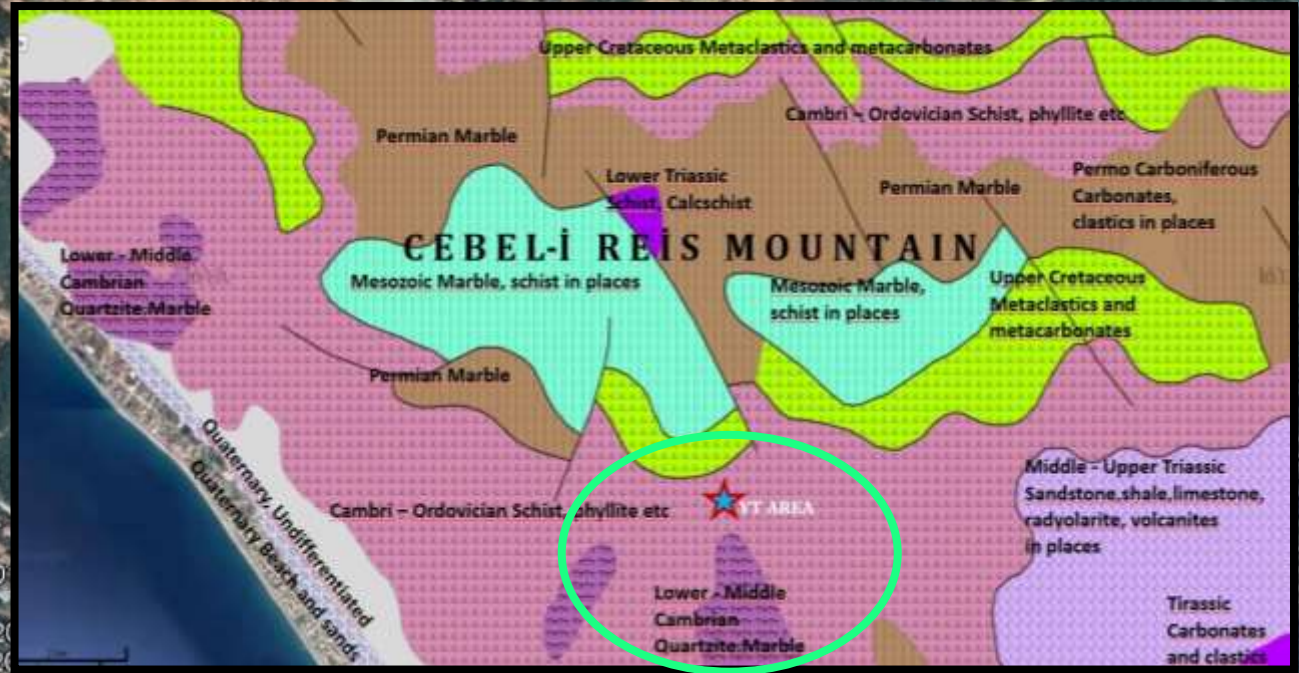 Upper Cretaceous Metaclastics and metacarbonates
Cambri – Ordovician Schist, phyllite etc
Permian Marble
Lower Triassic
Schist, Calcschist
Permian Marble
Permo Carboniferous
Carbonates,
clastics in places
CEBEL-İ REİS MOUNTAIN
Lower - Middle
Cambrian
Quartzite.Marble
Mesozoic Marble, schist in places
Mesozoic Marble,
schist in places
Upper Cretaceous
Metaclastics and
metacarbonates
Permian Marble
Quaternary, Undifferentiated
Quaternary Beach and sands
Cambri – Ordovician Schist, phyllite etc
YT AREA
Middle - Upper Triassic
Sandstone,shale,limestone,
radyolarite, volcanites
in places
Lower - Middle
Cambrian
Quartzite.Marble
Tirassic
Carbonates
and clastics